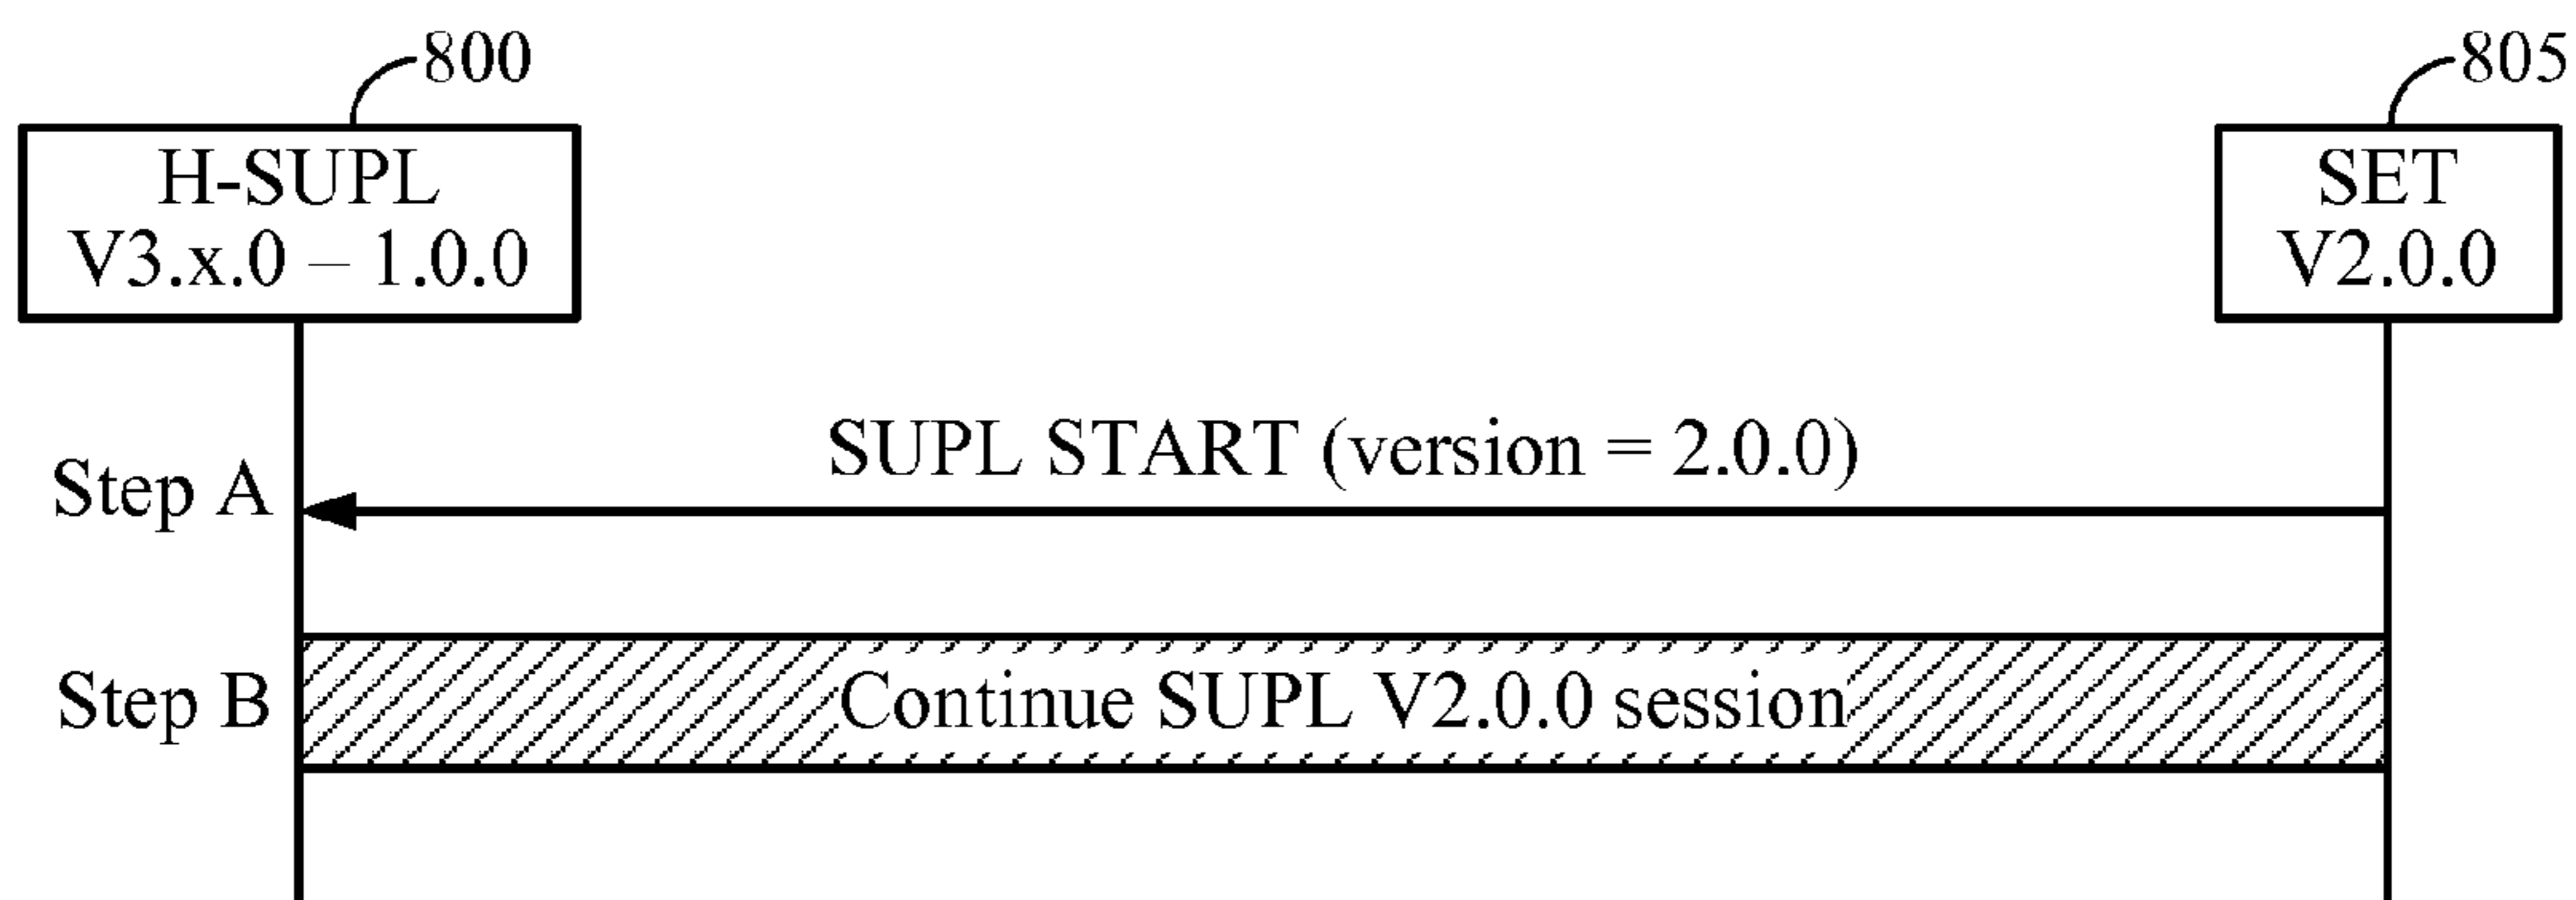 800
805
H-SUPL
V3.x.0 – 1.0.0
SET
V2.0.0
SUPL START (version = 2.0.0)
Step A
Step B
Continue SUPL V2.0.0 session